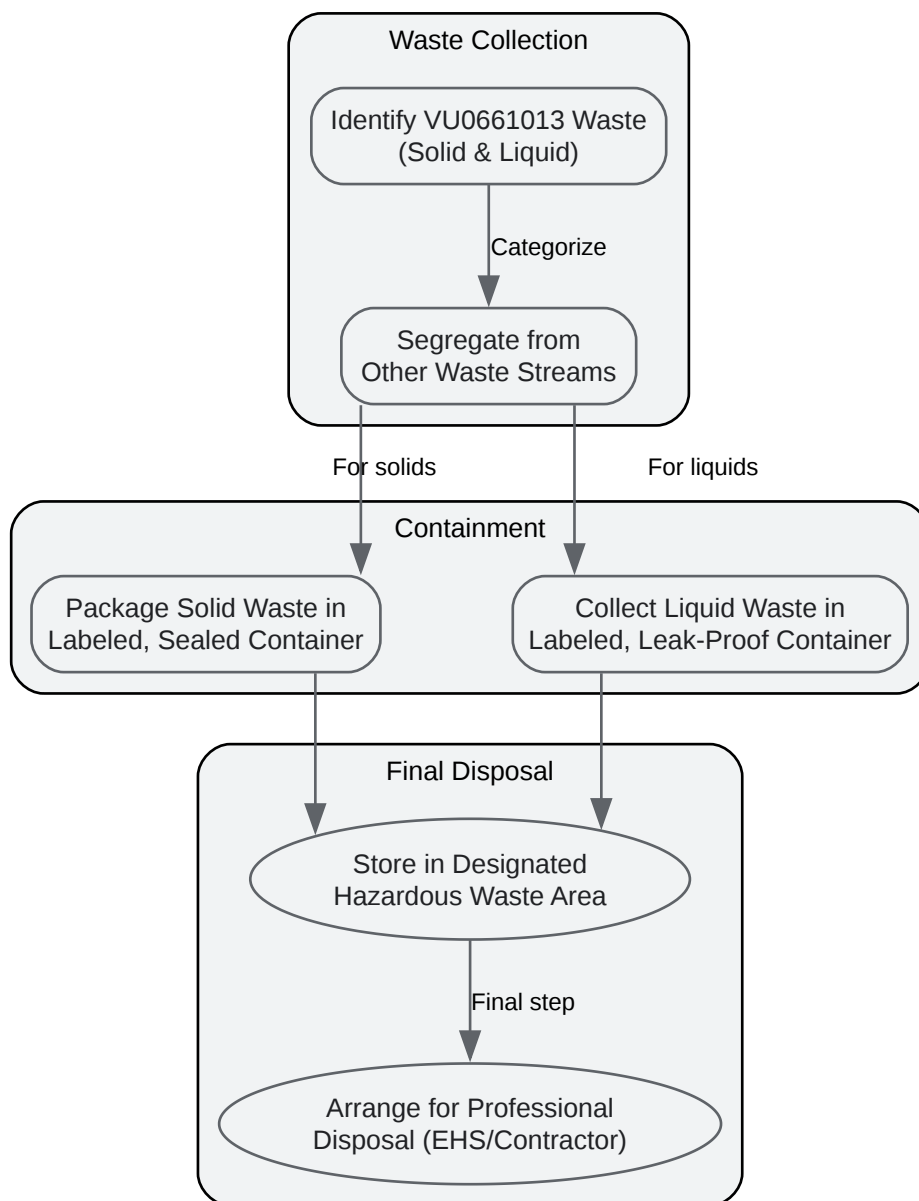 Waste Collection
Identify VU0661013 Waste
(Solid & Liquid)
Categorize
Segregate from
Other Waste Streams
For solids
For liquids
Containment
Package Solid Waste in
Labeled, Sealed Container
Collect Liquid Waste in
Labeled, Leak-Proof Container
Final Disposal
Store in Designated
Hazardous Waste Area
Final step
Arrange for Professional
Disposal (EHS/Contractor)